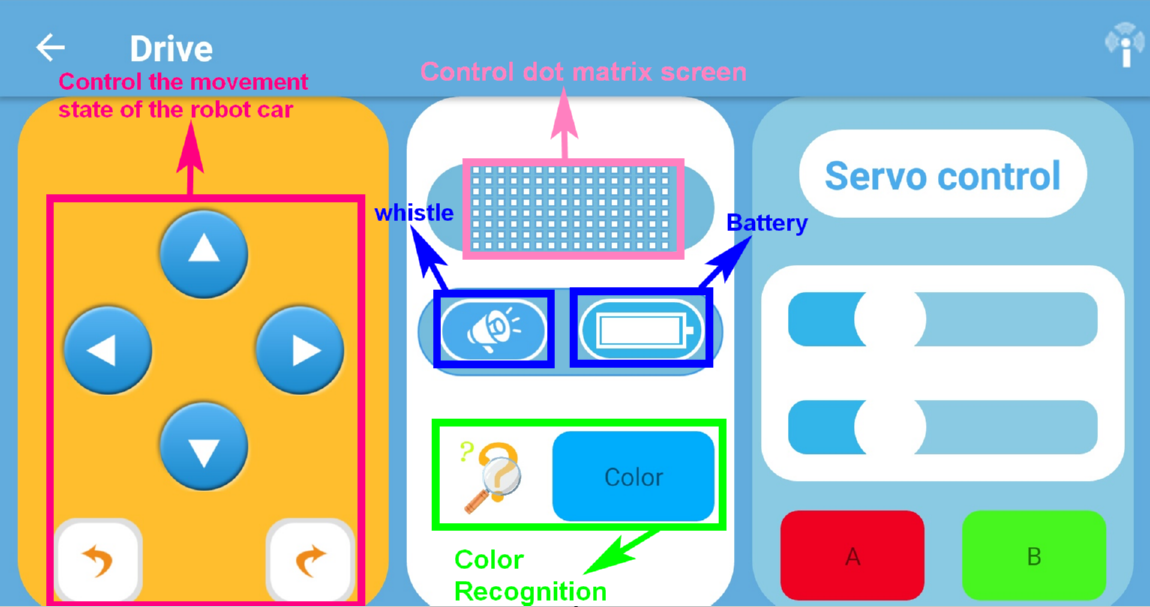 Drive
Control the movement
state of the robot car
Control dot matrix screen
Servo control
whistle
Battery
?
?
Color
Color
Recognition
A
B